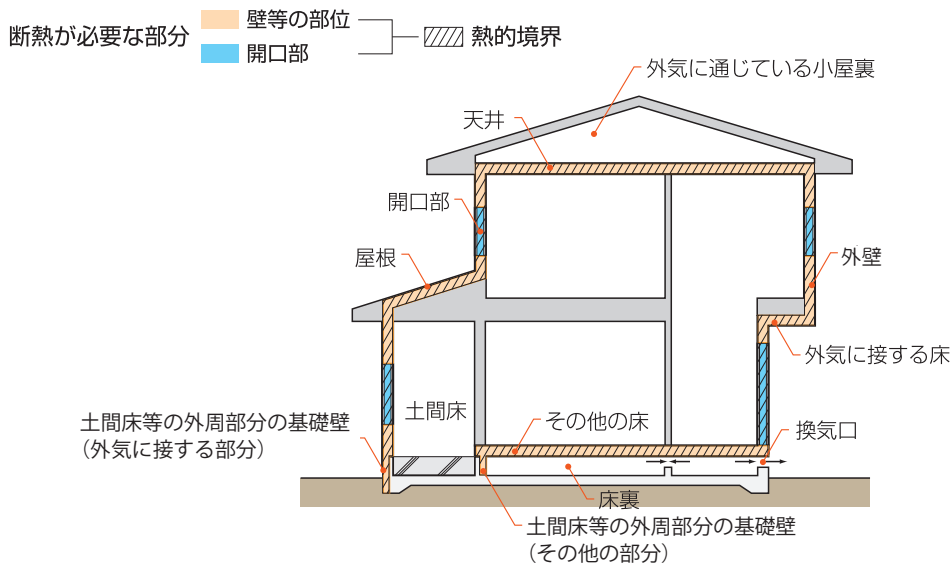 断熱が必要な部分
壁等の部位
開口部
熱的境界
外気に通じている小屋裏
天井
開口部
屋根
外壁
外気に接する床
土間床
その他の床
換気口
土間床等の外周部分の基礎壁
（外気に接する部分）
床裏
土間床等の外周部分の基礎壁
（その他の部分）